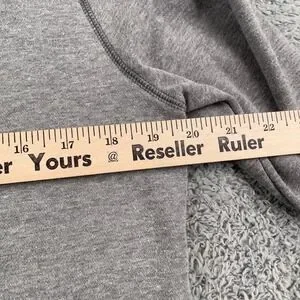 16 17 18 19 20 21 22
er Yours @ Reseller Ruler